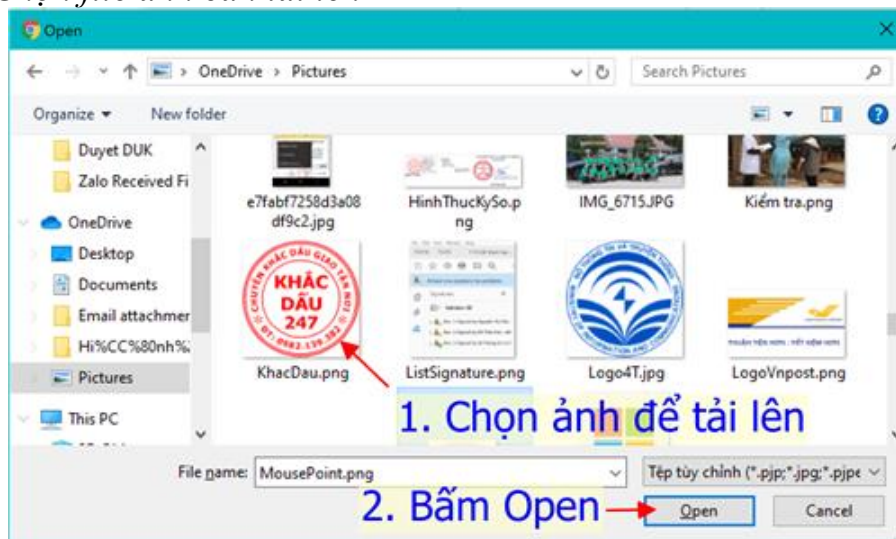 Open
OneDrive > Pictures
Search Pictures
Organize
New folder
Duyet DUK
Zalo Received Fi
OneDrive
Desktop
Documents
Email attachmer
Hi%CC%80nh%
Pictures
This PC
e7fabf7258d3a08
df9c2.jpg
HinhThucKySo.p
ng
IMG_6715.JPG
Kiểm tra.png
KHẮC
DẤU
247
KhacDau.png
ListSignature.png
Logo4T.jpg
LogoVnpost.png
1. Chọn ảnh để tải lên
File name: MousePoint.png
Tệp tùy chỉnh (*.pjp;*.jpg;*.pjpe
2. Bấm Open
Open
Cancel